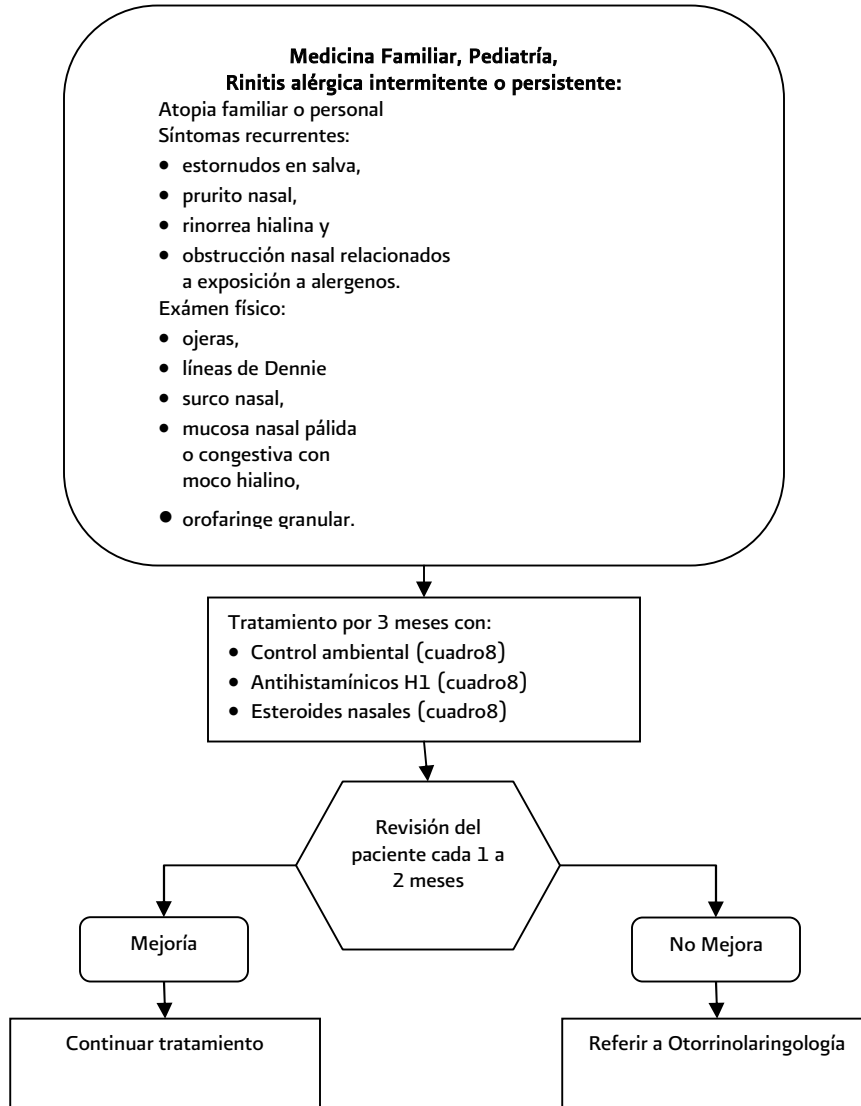 Medicina Familiar, Pediatría,
Rinitis alérgica intermitente o persistente:
Atopia familiar o personal
Síntomas recurrentes:
• estornudos en salva,
• prurito nasal,
• rinorrea hialina y
• obstrucción nasal relacionados
a exposición a alergenos.
Exámen físico:
• ojeras,
• líneas de Dennie
• surco nasal,
• mucosa nasal pálida
o congestiva con
moco hialino,
• orofaringe granular.
Tratamiento por 3 meses con:
• Control ambiental (cuadro8)
• Antihistamínicos H1 (cuadro8)
• Esteroides nasales (cuadro8)
Revisión del
paciente cada 1 a
2 meses
Mejoría
No Mejora
Continuar tratamiento
Referir a Otorrinolaringología